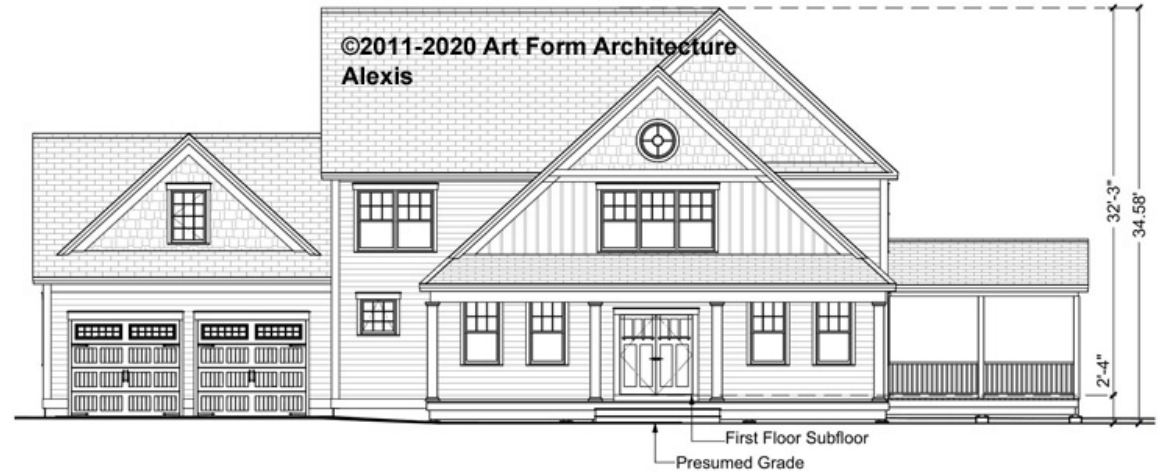 ©2011-2020 Art Form Architecture
Alexis
32'-3"
34.58'
2'-4"
First Floor Subfloor
Presumed Grade